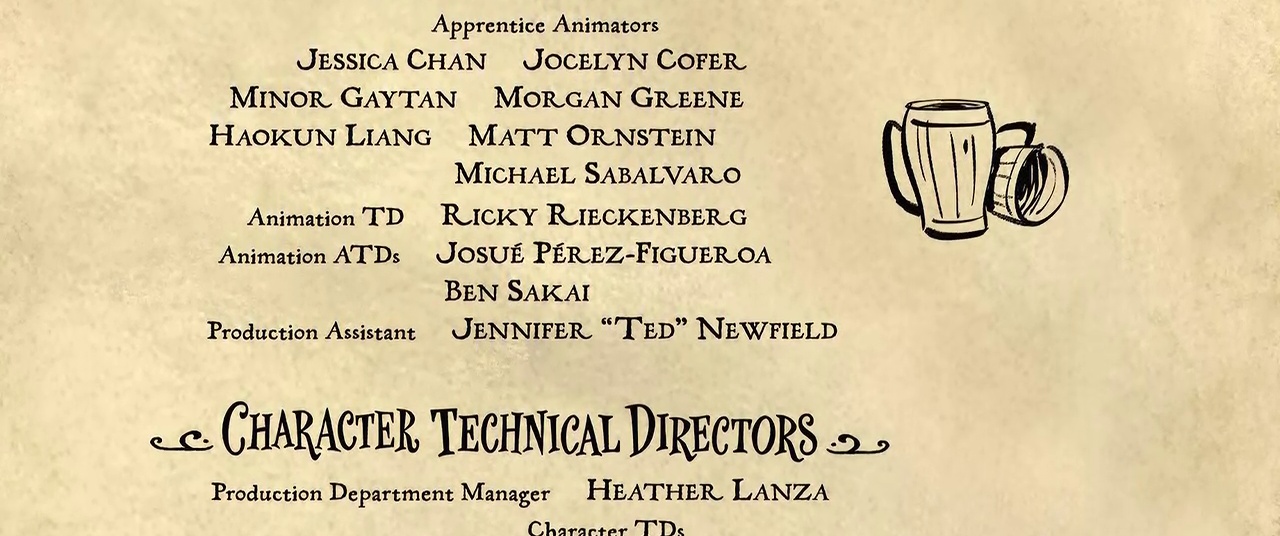 Apprentice Animators
Jessica Chan Jocelyn Cofer
Minor Gaytan Morgan Greene
Haokun Liang Matt Ornstein
Michael Sabalvaro
Animation TD Ricky Rieckenberg
Animation ATDs Josué Pérez-Figueroa
Ben Sakai
Production Assistant Jennifer “Ted” Newfield
Character Technical Directors
Production Department Manager Heather Lanza
Character TDs